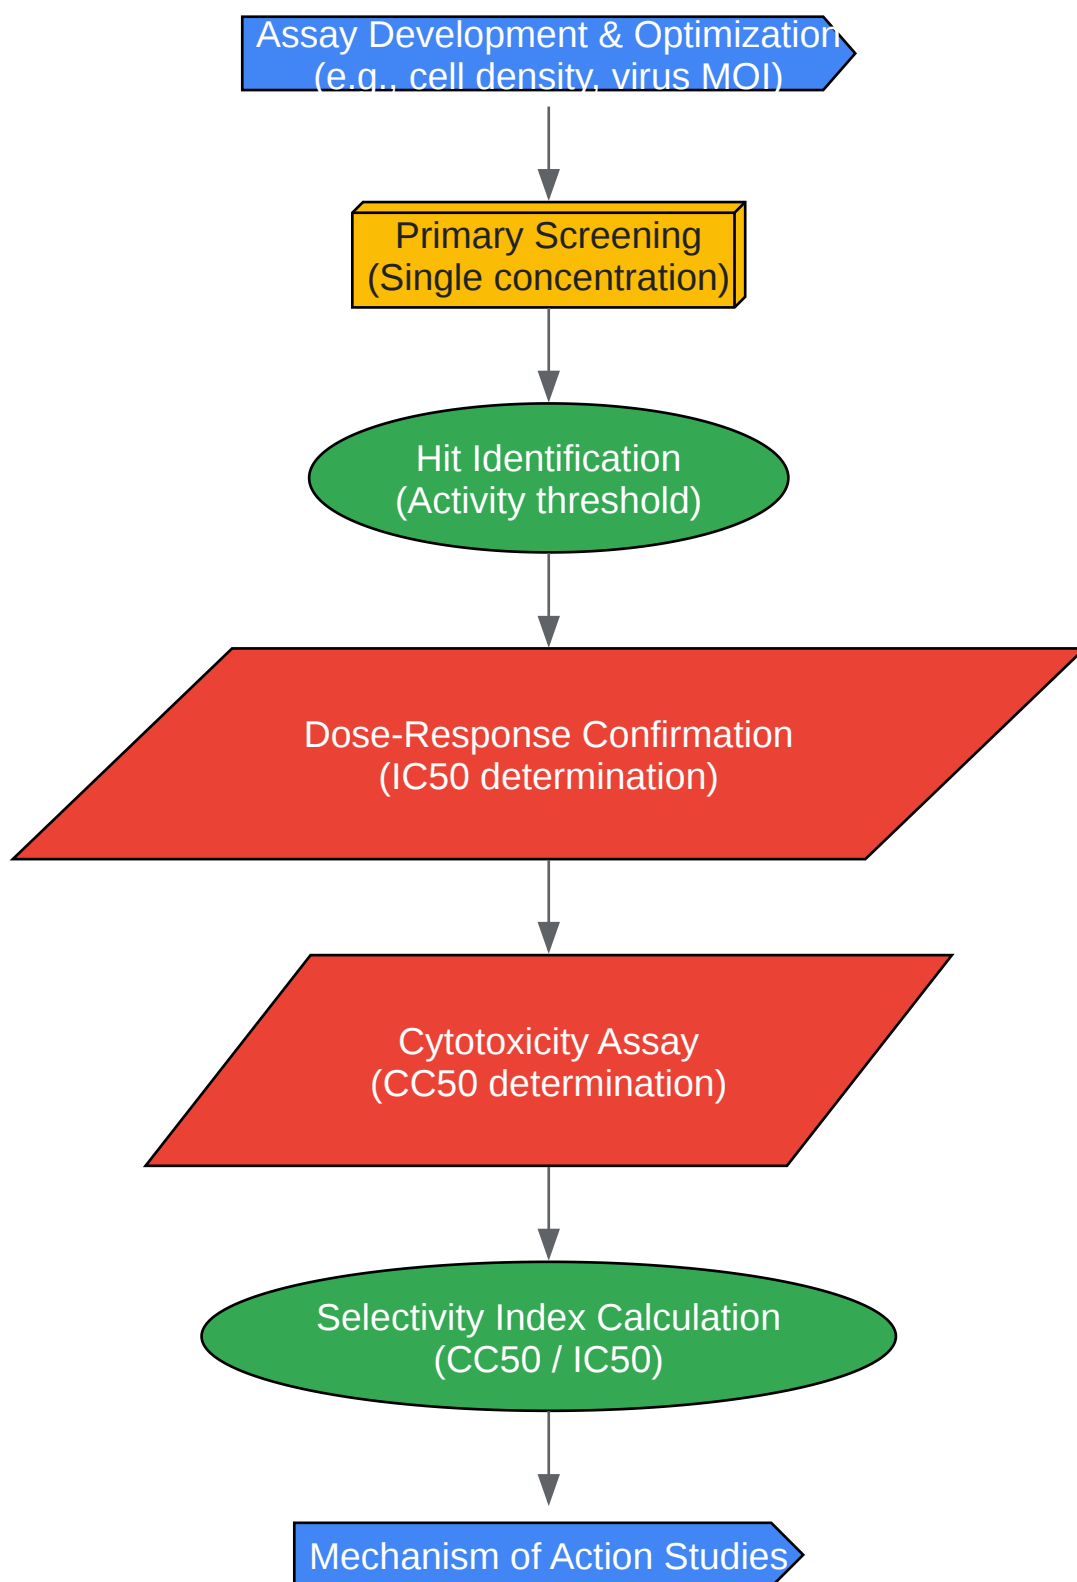 Assay Development & Optimization
(e.g., cell density, virus MOI)
Primary Screening
(Single concentration)
Hit Identification
(Activity threshold)
Dose-Response Confirmation
(IC50 determination)
Cytotoxicity Assay
(CC50 determination)
Selectivity Index Calculation
(CC50 / IC50)
Mechanism of Action Studies